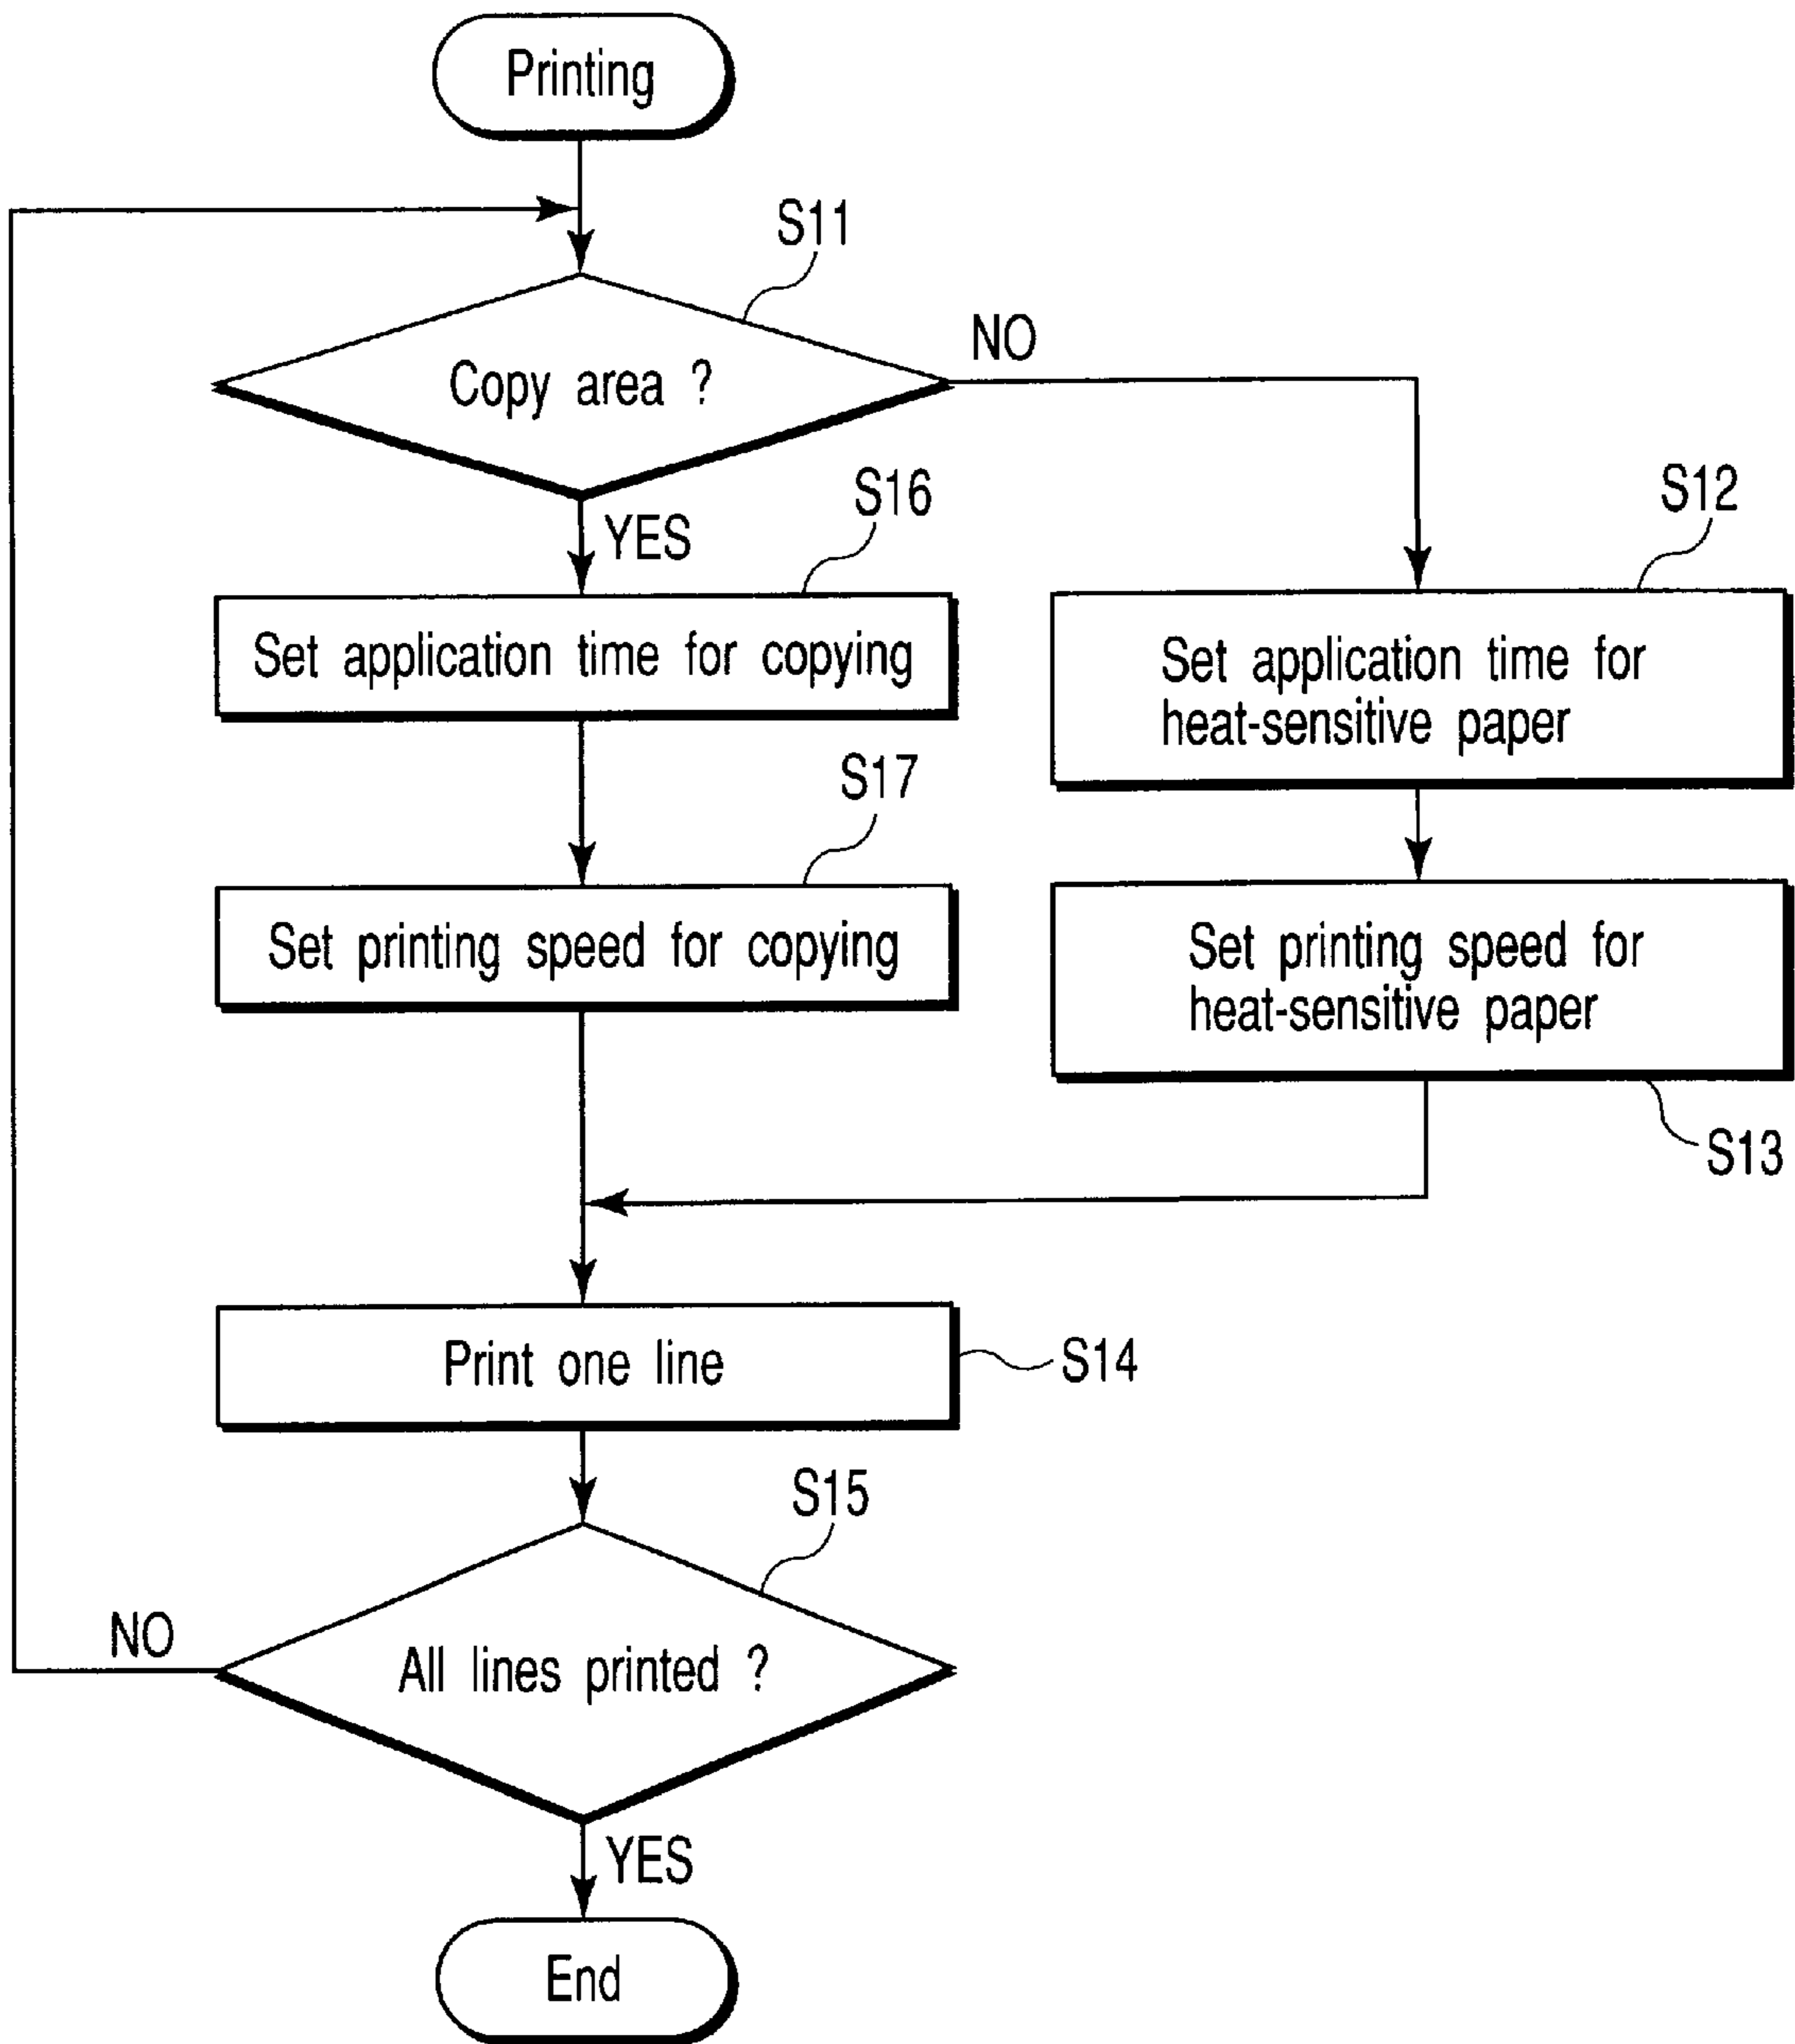 Printing
S11
Copy area ?
NO
YES
S16
S12
Set application time for copying
Set application time for
heat-sensitive paper
S17
Set printing speed for copying
Set printing speed for
heat-sensitive paper
S13
Print one line
S14
S15
NO
All lines printed ?
YES
End